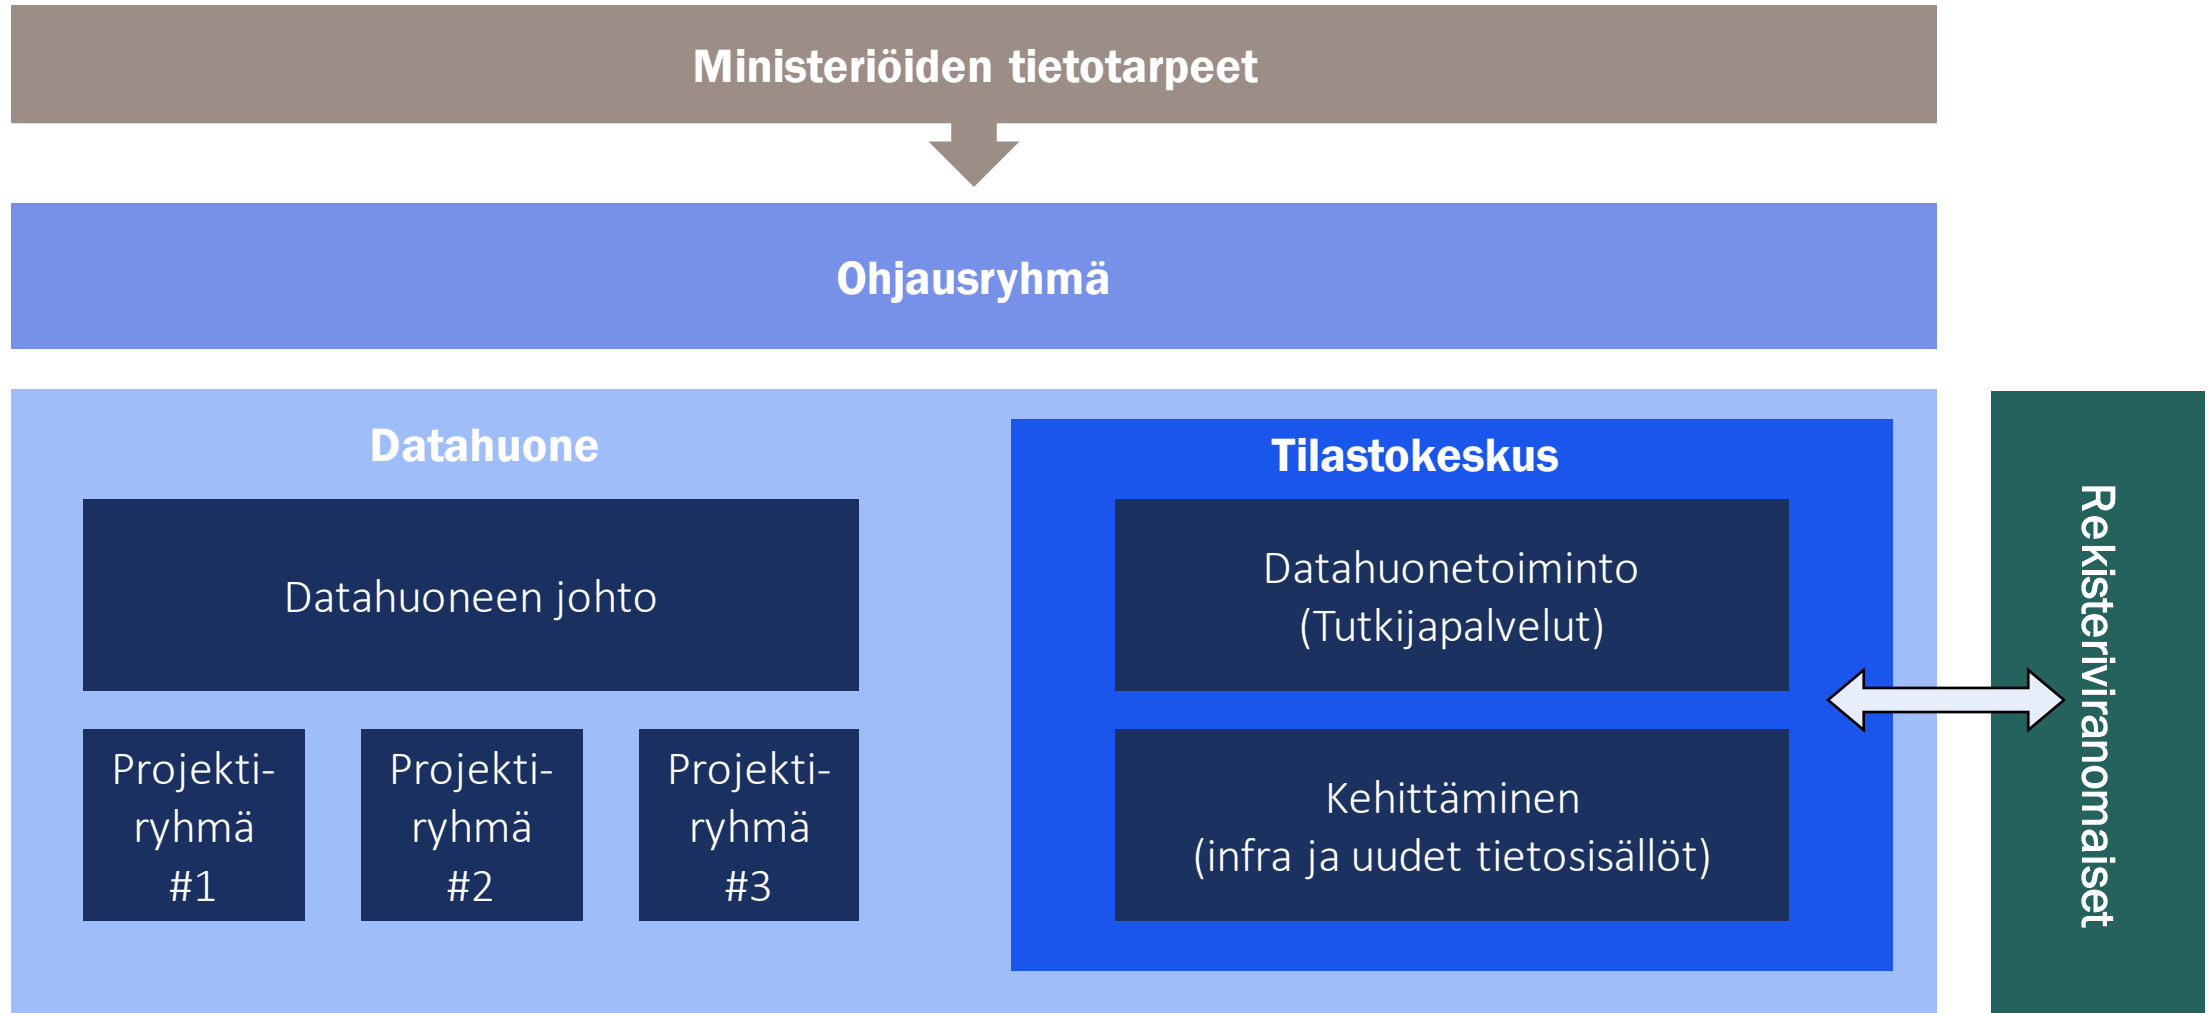 Ministeriöiden tietotarpeet
Ohjausryhmä
Datahuone
Datahuoneen johto
Projekti-
ryhmä
#1
Projekti-
ryhmä
#2
Projekti-
ryhmä
#3
Tilastokeskus
Datahuonetoiminto
(Tutkijapalvelut)
Kehittäminen
(infra ja uudet tietosisällöt)
Rekisteriviranomaiset